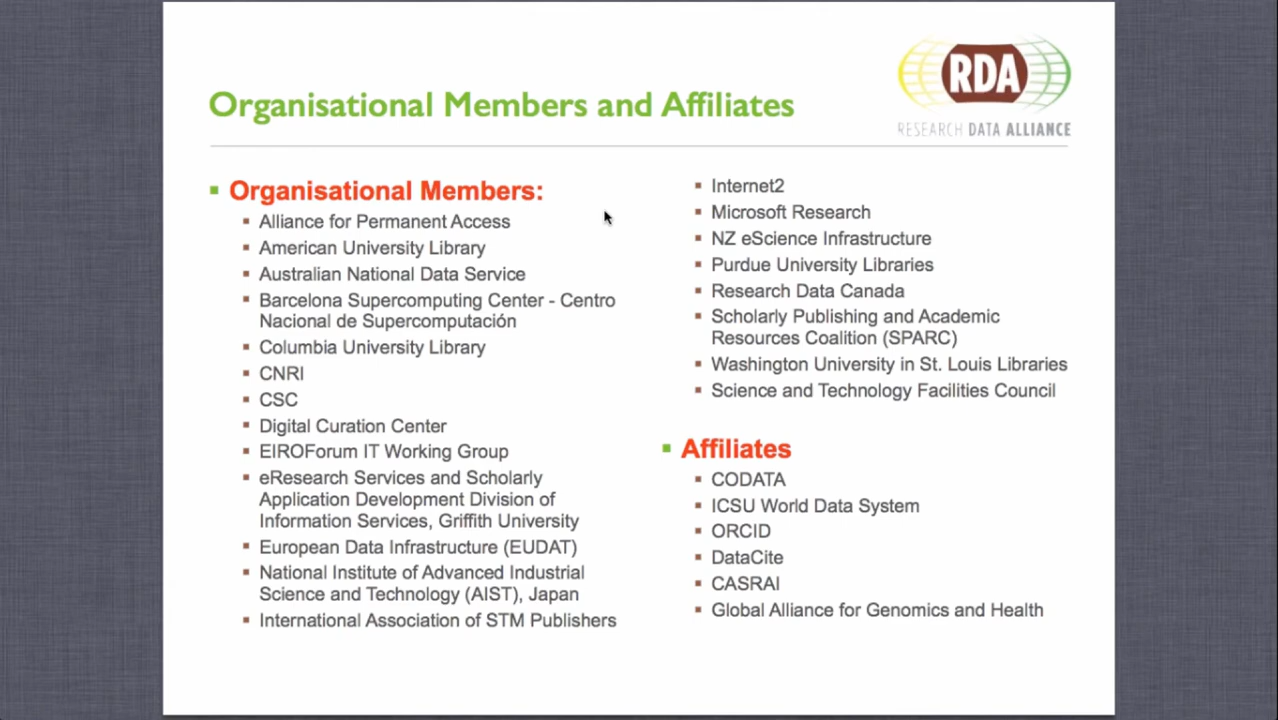 Organisational Members and Affiliates
RDA
RESEARCH DATA ALLIANCE
Organisational Members:
Alliance for Permanent Access
American University Library
Australian National Data Service
Barcelona Supercomputing Center - Centro
Nacional de Supercomputación
Columbia University Library
CNRI
CSC
Digital Curation Center
EIROForum IT Working Group
eResearch Services and Scholarly
Application Development Division of
Information Services, Griffith University
European Data Infrastructure (EUDAT)
National Institute of Advanced Industrial
Science and Technology (AIST), Japan
International Association of STM Publishers
Internet2
Microsoft Research
NZ eScience Infrastructure
Purdue University Libraries
Research Data Canada
Scholarly Publishing and Academic
Resources Coalition (SPARC)
Washington University in St. Louis Libraries
Science and Technology Facilities Council
Affiliates
CODATA
ICSU World Data System
ORCID
DataCite
CASRAI
Global Alliance for Genomics and Health